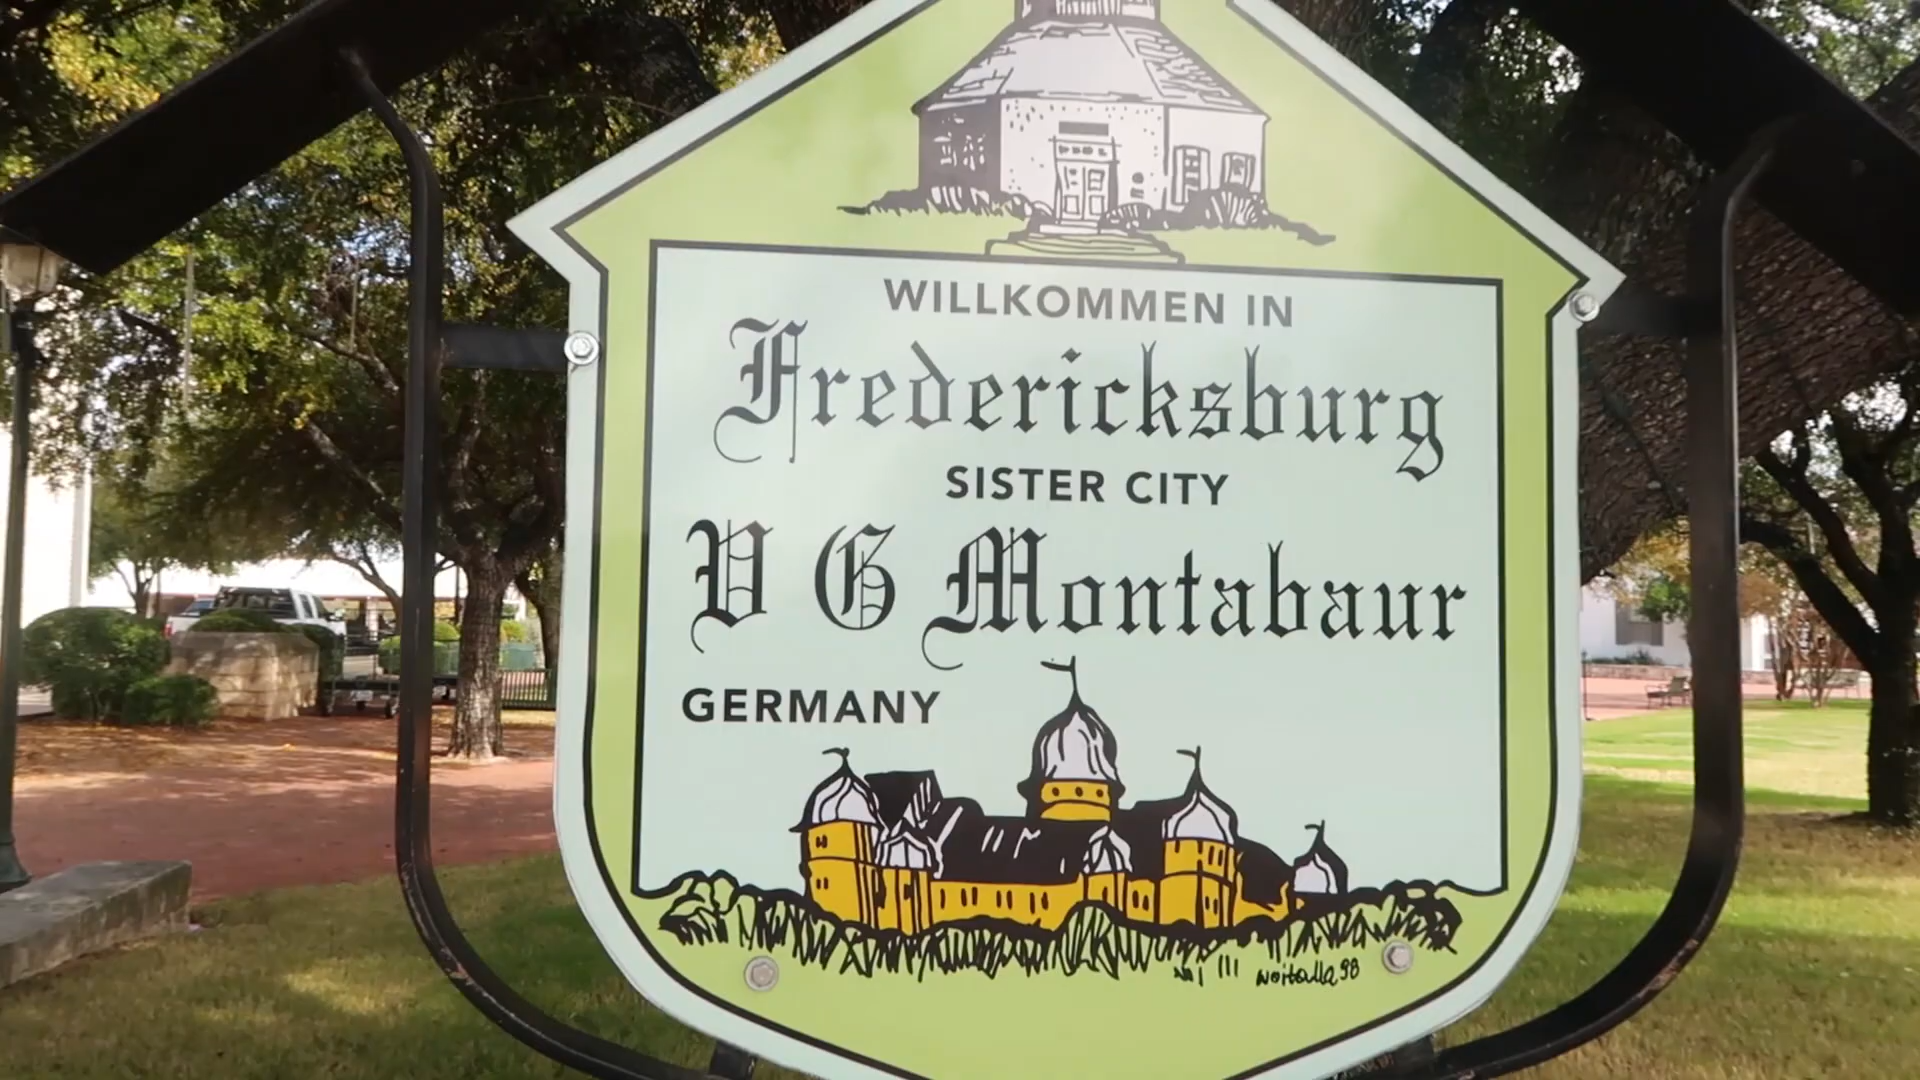 WILLKOMMEN IN
Fredericksburg
SISTER CITY
V G Montabaur
GERMANY